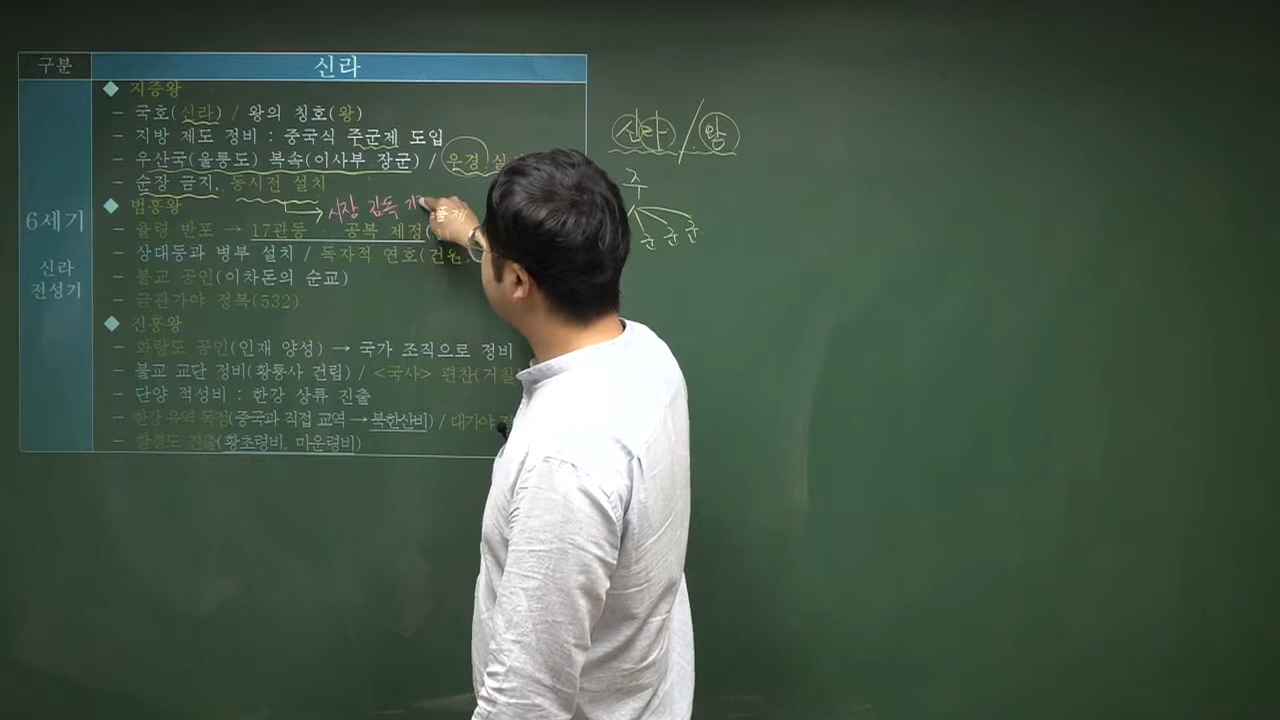 구분 신라
◆ 지증왕
- 국호(신라) / 왕의 칭호(왕)
- 지방 제도 정비 : 중국식 주군제 도입
- 우산국(울릉도) 복속(이사부 장군) / 우경
- 순장 금지, 동시전 설치
시장 감독
6세기
신라
전성기
◆ 법흥왕
- 율령 반포 → 17관등 공복 제정(
- 상대등과 병부 설치 / 독자적 연호(건원)
- 불교 공인(이차돈의 순교)
- 금관가야 정복(532)
◆ 진흥왕
- 화랑도 공인(인재 양성) → 국가 조직으로 정비
- 불교 교단 정비(황룡사 건립) / <국사> 편찬(거칠
- 단양 적성비 : 한강 상류 진출
- 한강 유역 독점(중국과 직접 교역 → 북한산비) / 대가야
- 함경도 진출(황초령비, 마운령비)
신라 / 왕
주
군 군 군